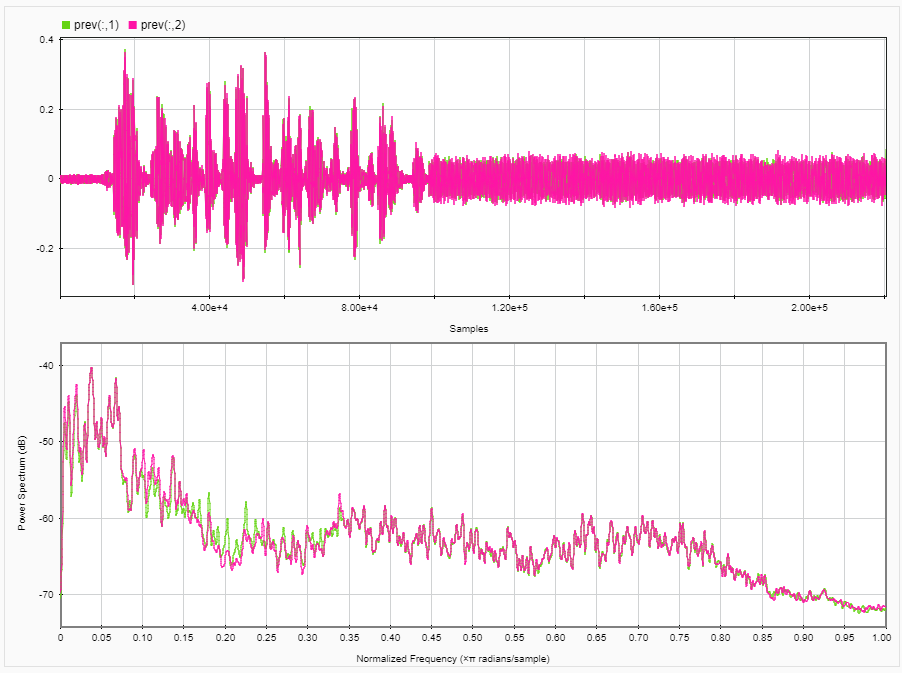 prev(:,1) prev(:,2)
0.4
0.2
0
-0.2
4.00e+4 8.00e+4 1.20e+5 1.60e+5 2.00e+5
Samples
-40
-50
-60
-70
Power Spectrum (dB)
0 0.05 0.10 0.15 0.20 0.25 0.30 0.35 0.40 0.45 0.50 0.55 0.60 0.65 0.70 0.75 0.80 0.85 0.90 0.95 1.00
Normalized Frequency (×π radians/sample)